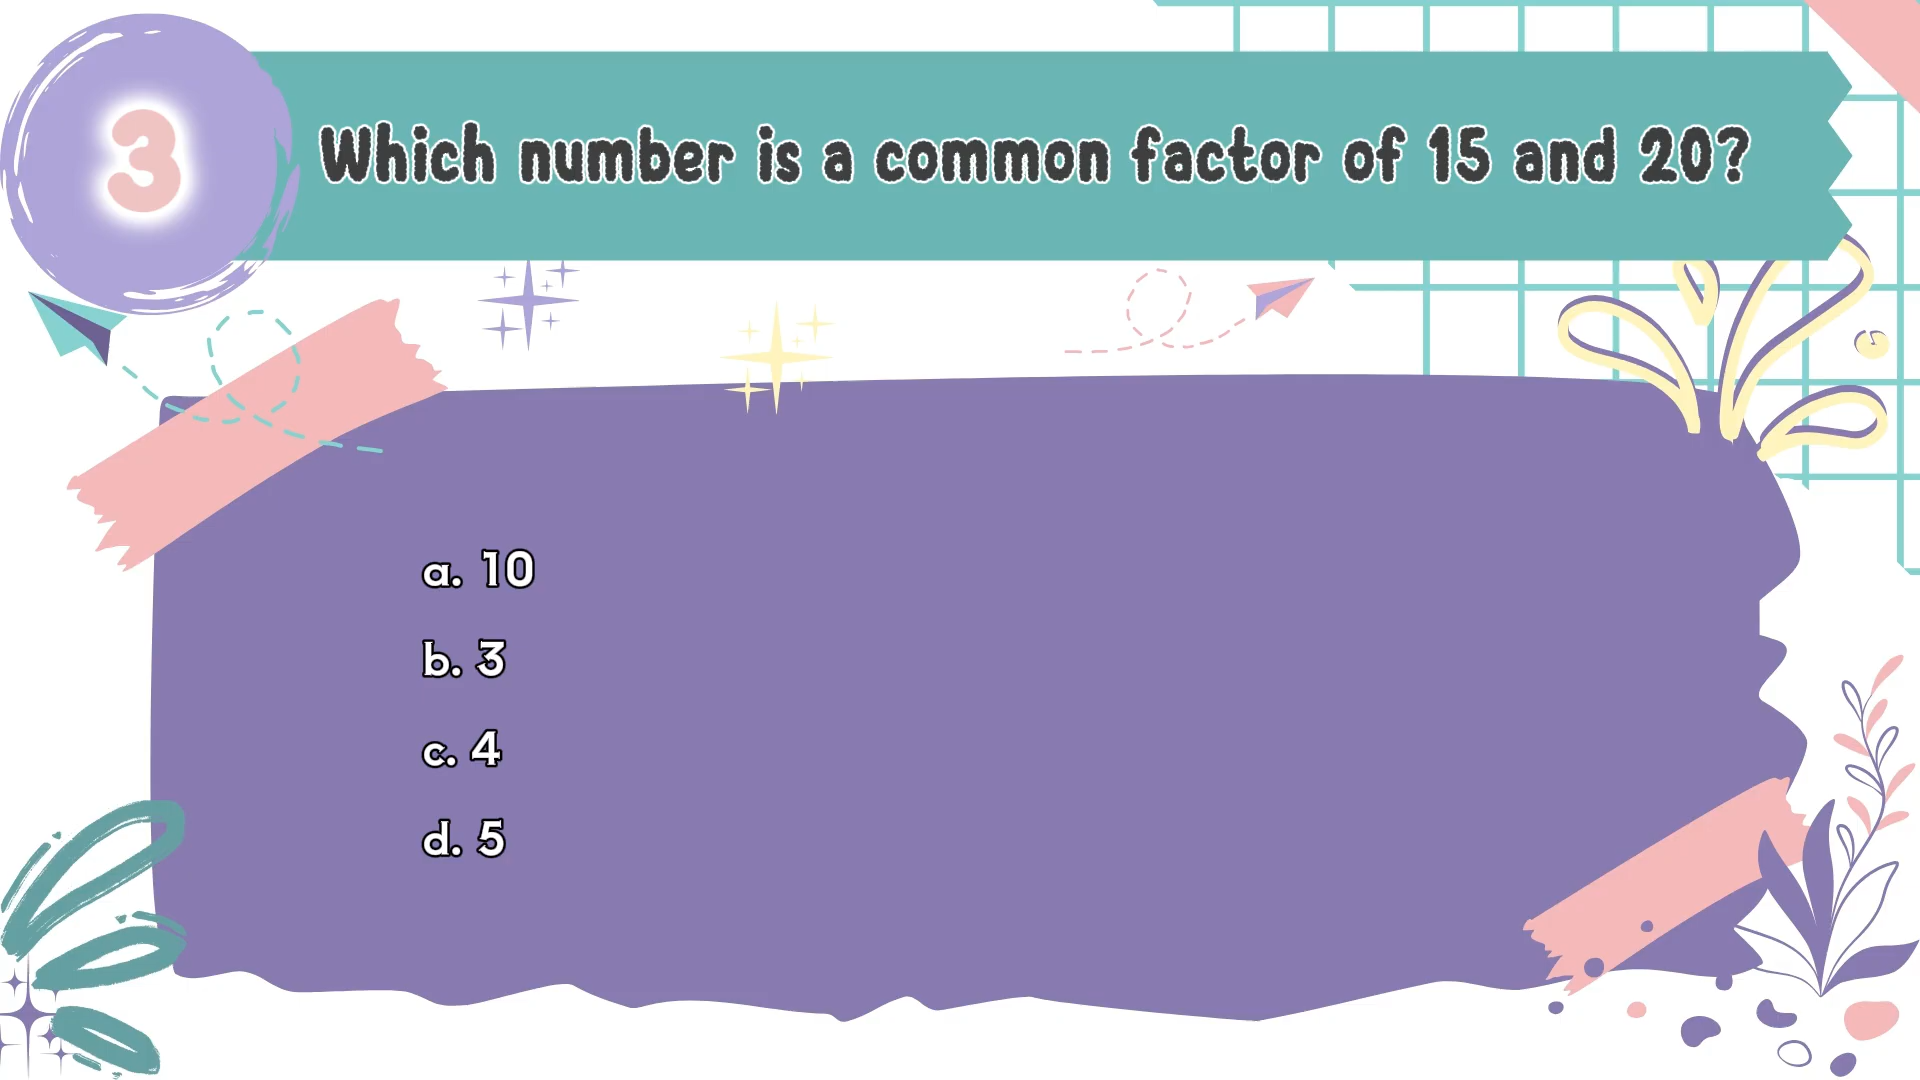 3
Which number is a common factor of 15 and 20?
a. 10
b. 3
c. 4
d. 5